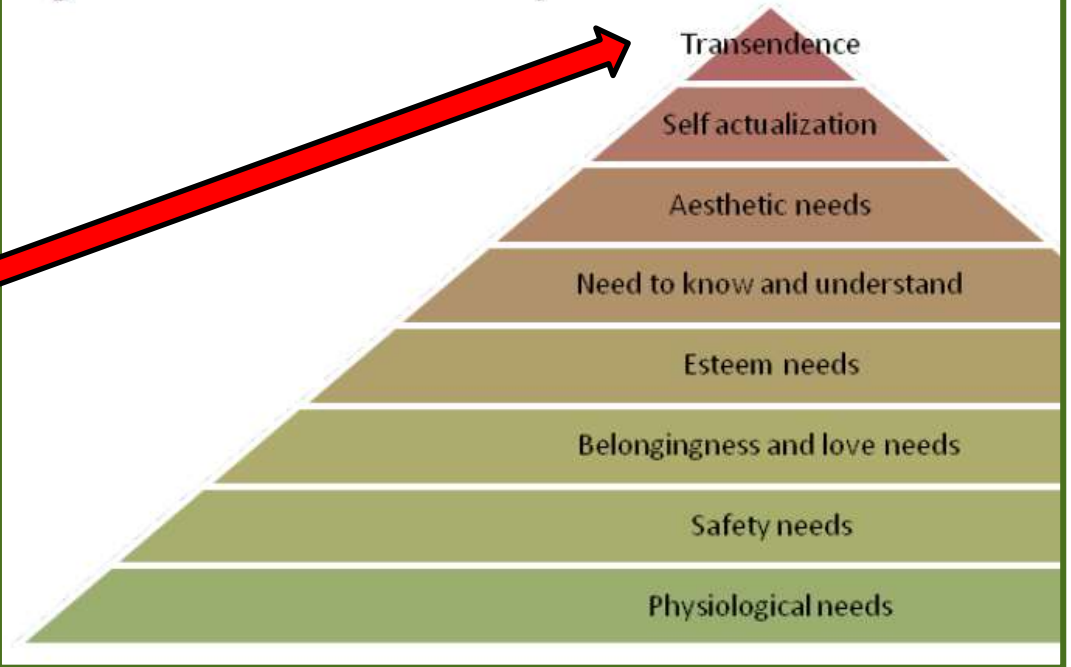 Transendence
Self actualization
Aesthetic needs
Need to know and understand
Esteem needs
Belongingness and love needs
Safety needs
Physiological needs